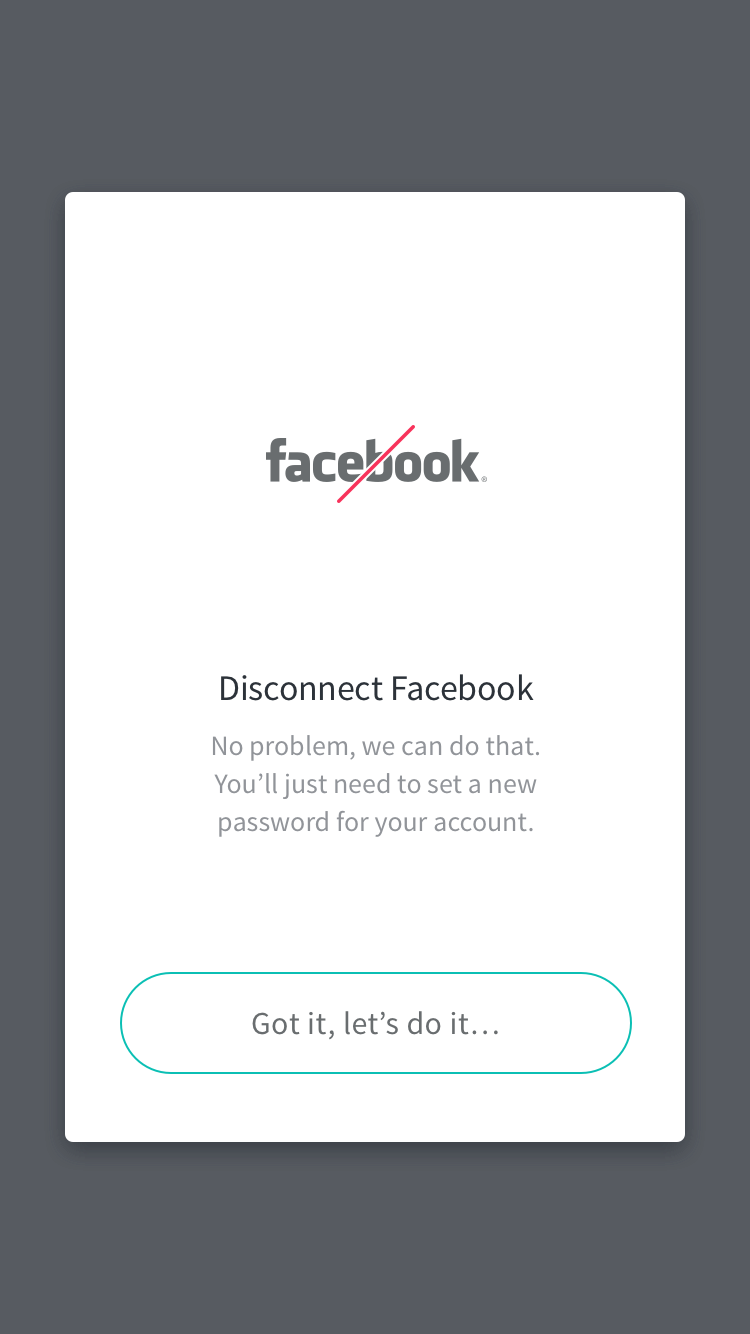 facebook®
Disconnect Facebook
No problem, we can do that.
You’ll just need to set a new
password for your account.
Got it, let’s do it…